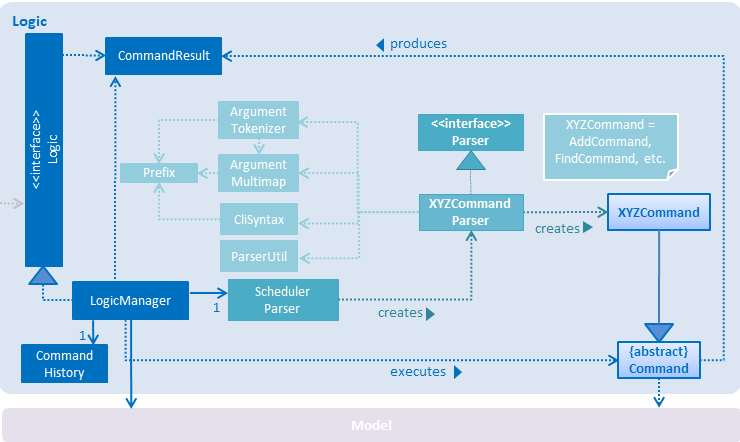 Logic
produces
CommandResult
<<interface>>
Logic
Argument
Tokenizer
<<interface>>
Parser
XYZCommand =
AddCommand,
FindCommand, etc.
Prefix
Argument
Multimap
CliSyntax
XYZCommand
Parser
creates
XYZCommand
ParserUtil
LogicManager
1
Scheduler
Parser
creates
1
Command
History
executes
{abstract}
Command
Model